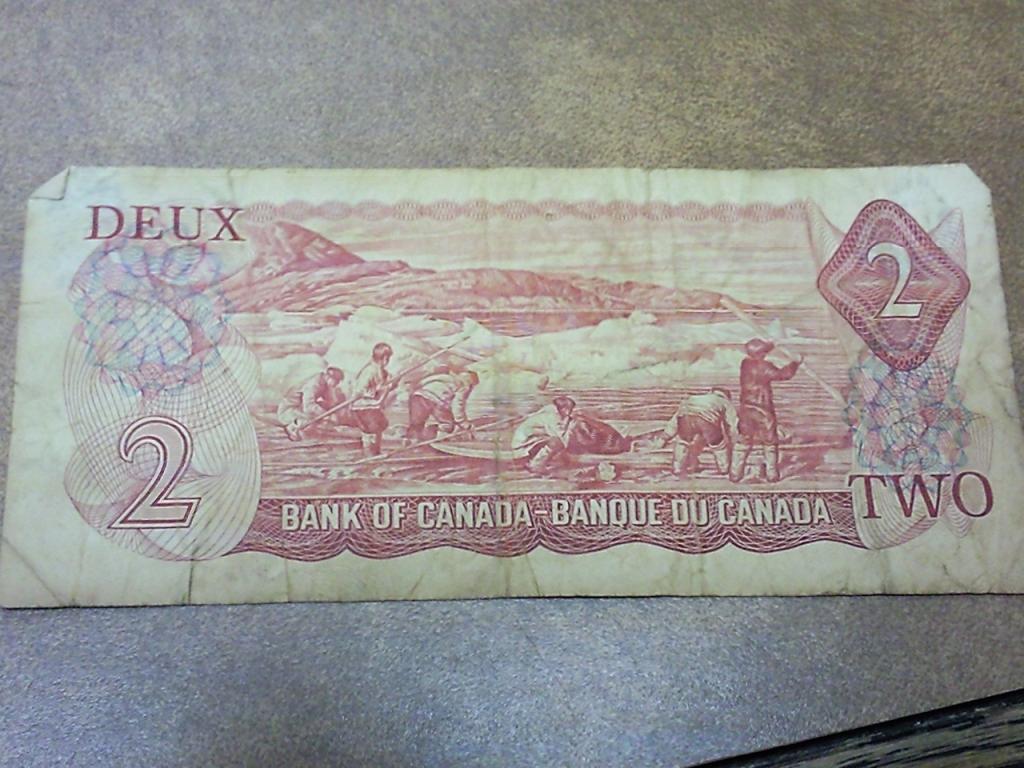 DEUX
2
2
BANK OF CANADA-BANQUE DU CANADA
TWO